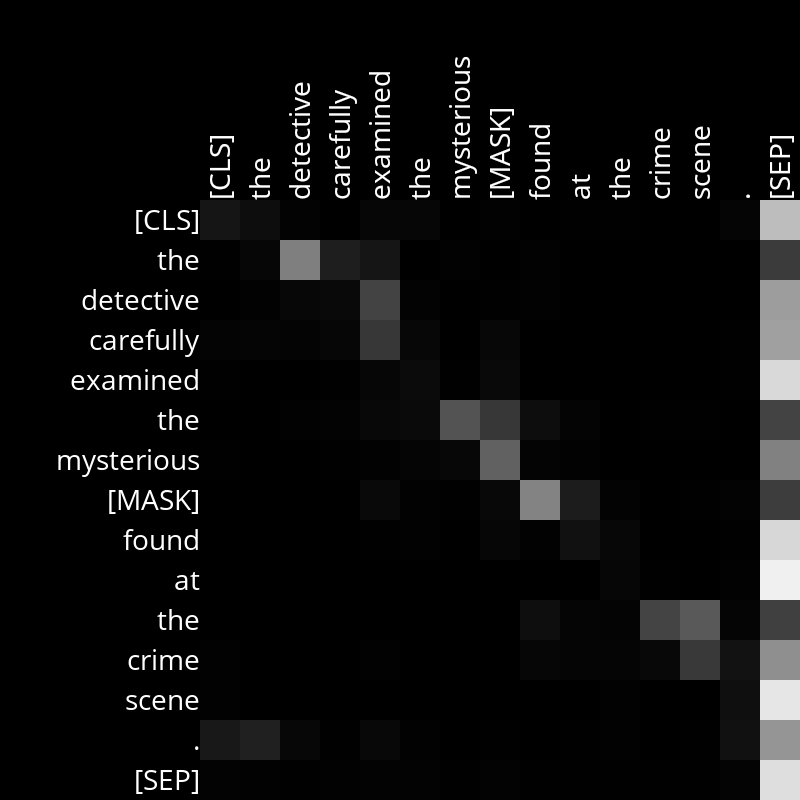 [CLS] the detective carefully examined the mysterious [MASK] found at the crime scene . [SEP]
[CLS]
the
detective
carefully
examined
the
mysterious
[MASK]
found
at
the
crime
scene
.
[SEP]